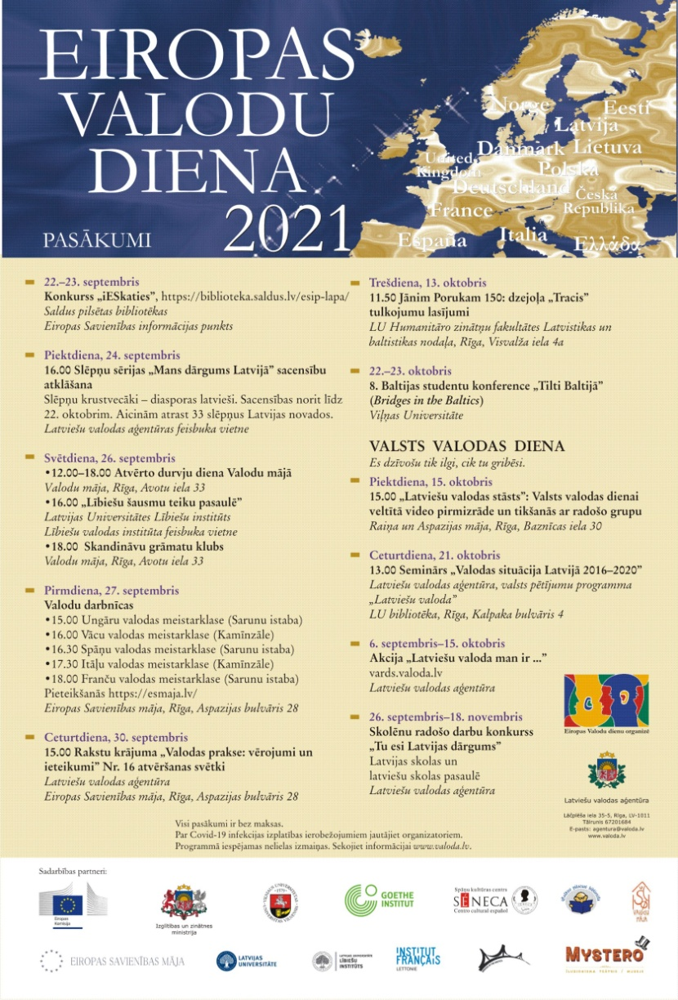 EIROPAS
VALODU
DIENA
2021
PASĀKUMI
Norge
Eesti
Latvija
Danmark
Lietuva
United
Kingdom
Polska
Deutschland
Česká
Republika
France
España
Italia
Ελλάδα
22.–23. septembris
Konkurss „iESkaties”, https://biblioteka.saldus.lv/esip-lapa/
Saldus pilsētas bibliotēkas
Eiropas Savienības informācijas punkts
Piektdiena, 24. septembris
16.00 Slēpņu sērijas „Mans dārgums Latvijā” sacensību
atklāšana
Slēpņu krustvecāki – diasporas latvieši. Sacensības norit līdz
22. oktobrim. Aicinām atrast 33 slēpņus Latvijas novados.
Latviešu valodas aģentūras feisbuka vietne
Svētdiena, 26. septembris
•12.00–18.00 Atvērto durvju diena Valodu mājā
Valodu māja, Rīga, Avotu iela 33
•16.00 „Lībiešu šausmu teiku pasaulē”
Latvijas Universitātes Lībiešu institūts
Lībiešu valodas institūta feisbuka vietne
•18.00 Skandināvu grāmatu klubs
Valodu māja, Rīga, Avotu iela 33
Pirmdiena, 27. septembris
Valodu darbnīcas
•15.00 Ungāru valodas meistarklase (Sarunu istaba)
•16.00 Vācu valodas meistarklase (Kamīnzāle)
•16.30 Spāņu valodas meistarklase (Sarunu istaba)
•17.30 Itāļu valodas meistarklase (Kamīnzāle)
•18.00 Franču valodas meistarklase (Sarunu istaba)
Pieteikšanās https://esmaja.lv/
Eiropas Savienības māja, Rīga, Aspazijas bulvāris 28
Ceturtdiena, 30. septembris
15.00 Rakstu krājuma „Valodas prakse: vērojumi un
ieteikumi” Nr. 16 atvēršanas svētki
Latviešu valodas aģentūra
Eiropas Savienības māja, Rīga, Aspazijas bulvāris 28
Trešdiena, 13. oktobris
11.50 Jānim Porukam 150: dzejoļa „Tracis”
tulkojumu lasījumi
LU Humanitāro zinātņu fakultātes Latvistikas un
baltistikas nodaļa, Rīga, Visvalža iela 4a
22.–23. oktobris
8. Baltijas studentu konference „Tilti Baltijā”
(Bridges in the Baltics)
Viļņas Universitāte
VALSTS VALODAS DIENA
Es dzīvošu tik ilgi, cik tu gribēsi.
Piektdiena, 15. oktobris
15.00 „Latviešu valodas stāsts”: Valsts valodas dienai
veltītā video pirmizrāde un tikšanās ar radošo grupu
Raiņa un Aspazijas māja, Rīga, Baznīcas iela 30
Ceturtdiena, 21. oktobris
13.00 Seminārs „Valodas situācija Latvijā 2016–2020”
Latviešu valodas aģentūra, valsts pētījumu programma
„Latviešu valoda”
LU bibliotēka, Rīga, Kalpaka bulvāris 4
6. septembris–15. oktobris
Akcija „Latviešu valoda man ir ...”
vards.valoda.lv
Latviešu valodas aģentūra
26. septembris–18. novembris
Skolēnu radošo darbu konkurss
„Tu esi Latvijas dārgums”
Latvijas skolas un
latviešu skolas pasaulē
Latviešu valodas aģentūra
Eiropas Valodu dienu organizē
Latviešu valodas aģentūra
Lāčplēša iela 35-5, Rīga, LV-1011
Tālrunis 67201684
E-pasts: agentura@valoda.lv
www.valoda.lv
Visi pasākumi ir bez maksas.
Par Covid-19 infekcijas izplatības ierobežojumiem jautājiet organizatoriem.
Programmā iespējamas nelielas izmaiņas. Sekojiet informācijai www.valoda.lv.
Sadarbības partneri:
Eiropas
Komisija
Izglītības un zinātnes
ministrija
GOETHE
INSTITUT
Spāņu kultūras centrs
SÉNECA
Centro cultural español
VALODU
MĀJA
EIROPAS SAVIENĪBAS MĀJA
LATVIJAS
UNIVERSITĀTE
LATVIJAS UNIVERSITĀTES
LĪBIEŠU
INSTITŪTS
INSTITUT
FRANÇAIS
LETTONIE
MYSTERO